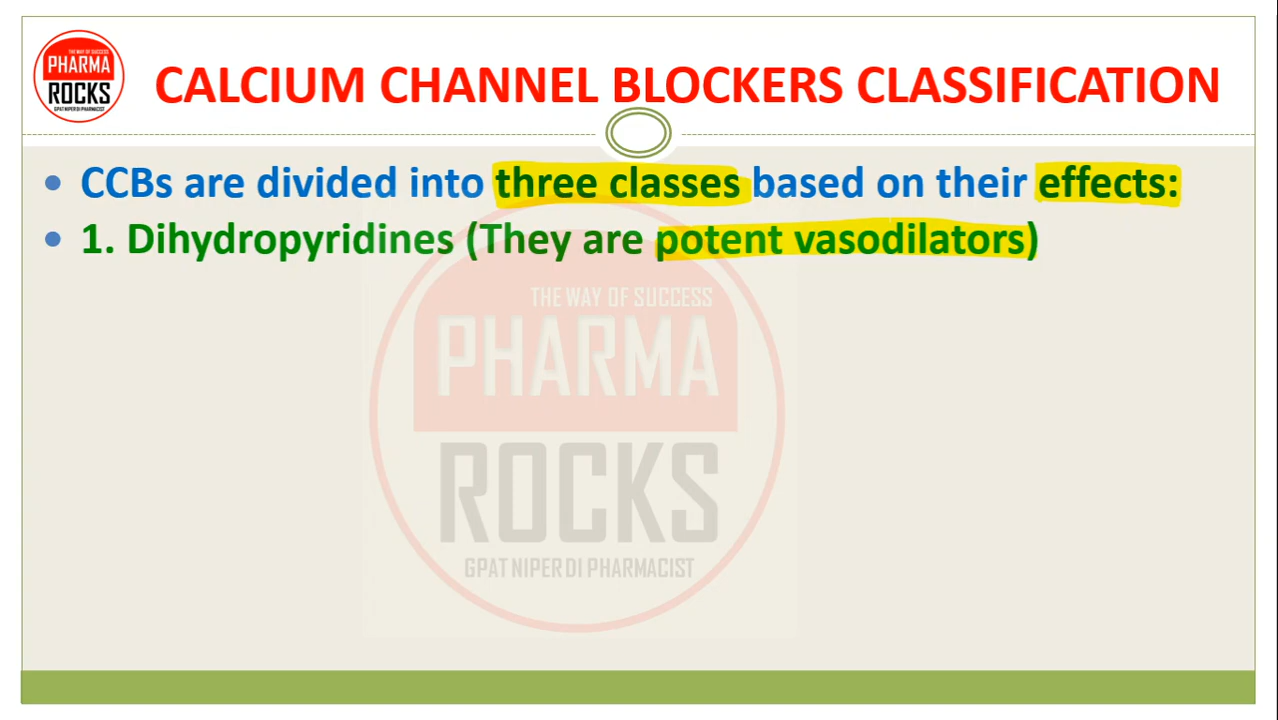 THE WAY OF SUCCESS
PHARMA
ROCKS
GPAT NIPER DI PHARMACIST
CALCIUM CHANNEL BLOCKERS CLASSIFICATION
• CCBs are divided into three classes based on their effects:
• 1. Dihydropyridines (They are potent vasodilators)
THE WAY OF SUCCESS
PHARMA
ROCKS
GPAT NIPER DI PHARMACIST